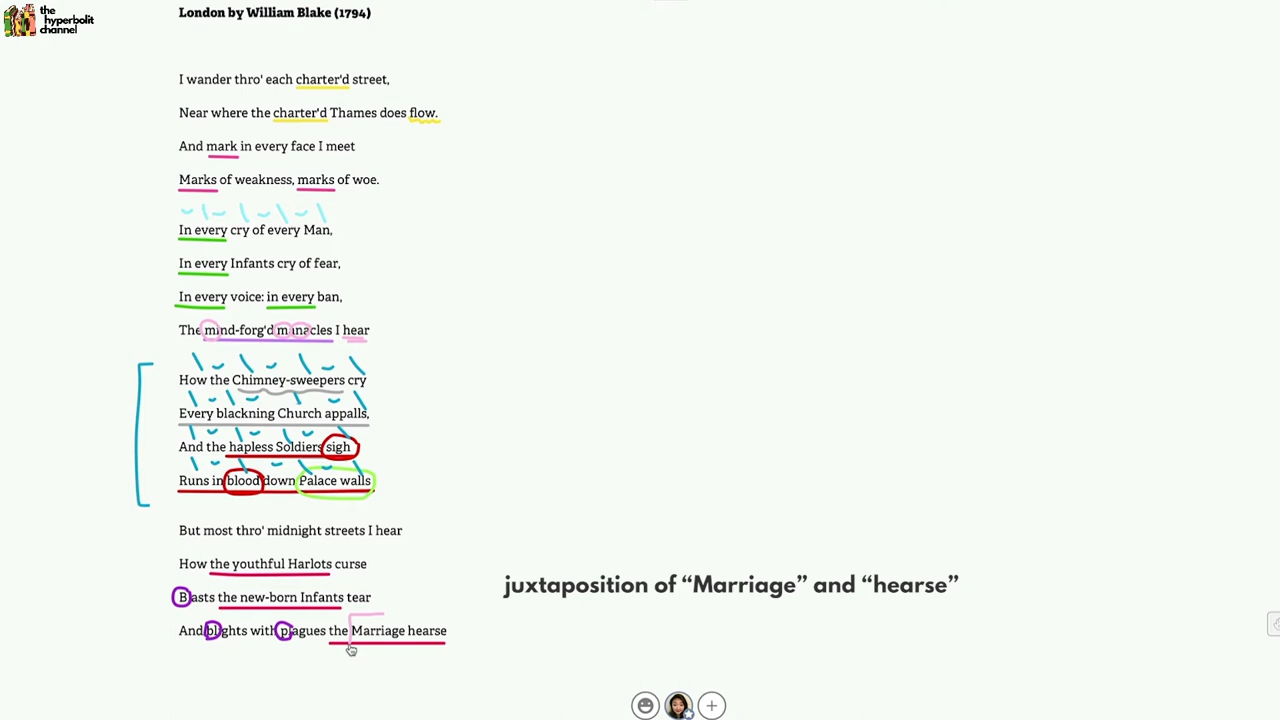 the
hyperbolit
channel
London by William Blake (1794)
I wander thro' each charter'd street,
Near where the charter'd Thames does flow.
And mark in every face I meet
Marks of weakness, marks of woe.
In every cry of every Man,
In every Infants cry of fear,
In every voice: in every ban,
The mind-forg'd manacles I hear
How the Chimney-sweepers cry
Every blackning Church appalls,
And the hapless Soldiers sigh
Runs in blood down Palace walls
But most thro' midnight streets I hear
How the youthful Harlots curse
Blasts the new-born Infants tear
And blights with plagues the Marriage hearse
juxtaposition of “Marriage” and “hearse”